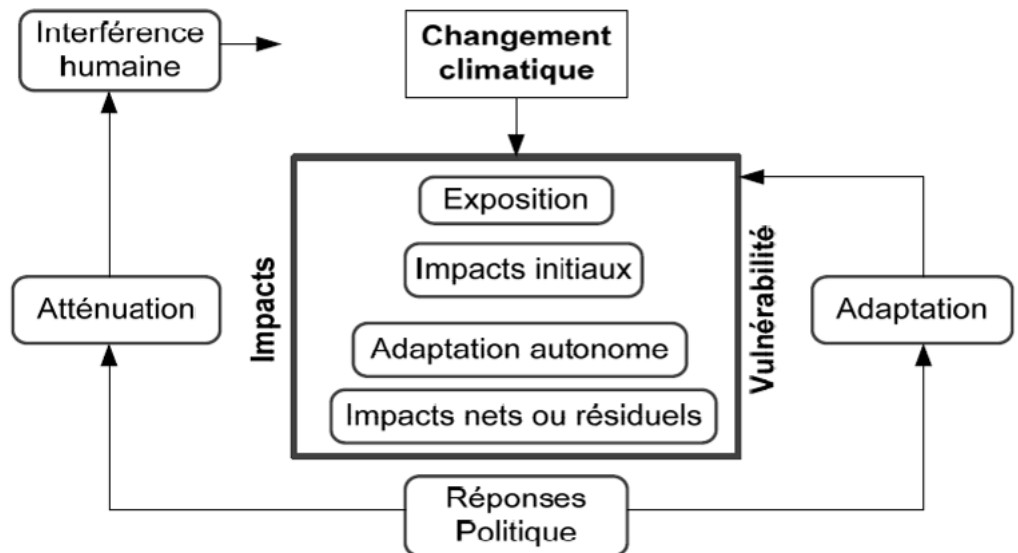 Interférence
humaine
Changement
climatique
Exposition
Impacts initiaux
Impacts
Vulnérabilité
Atténuation
Adaptation
Adaptation autonome
Impacts nets ou résiduels
Réponses
Politique